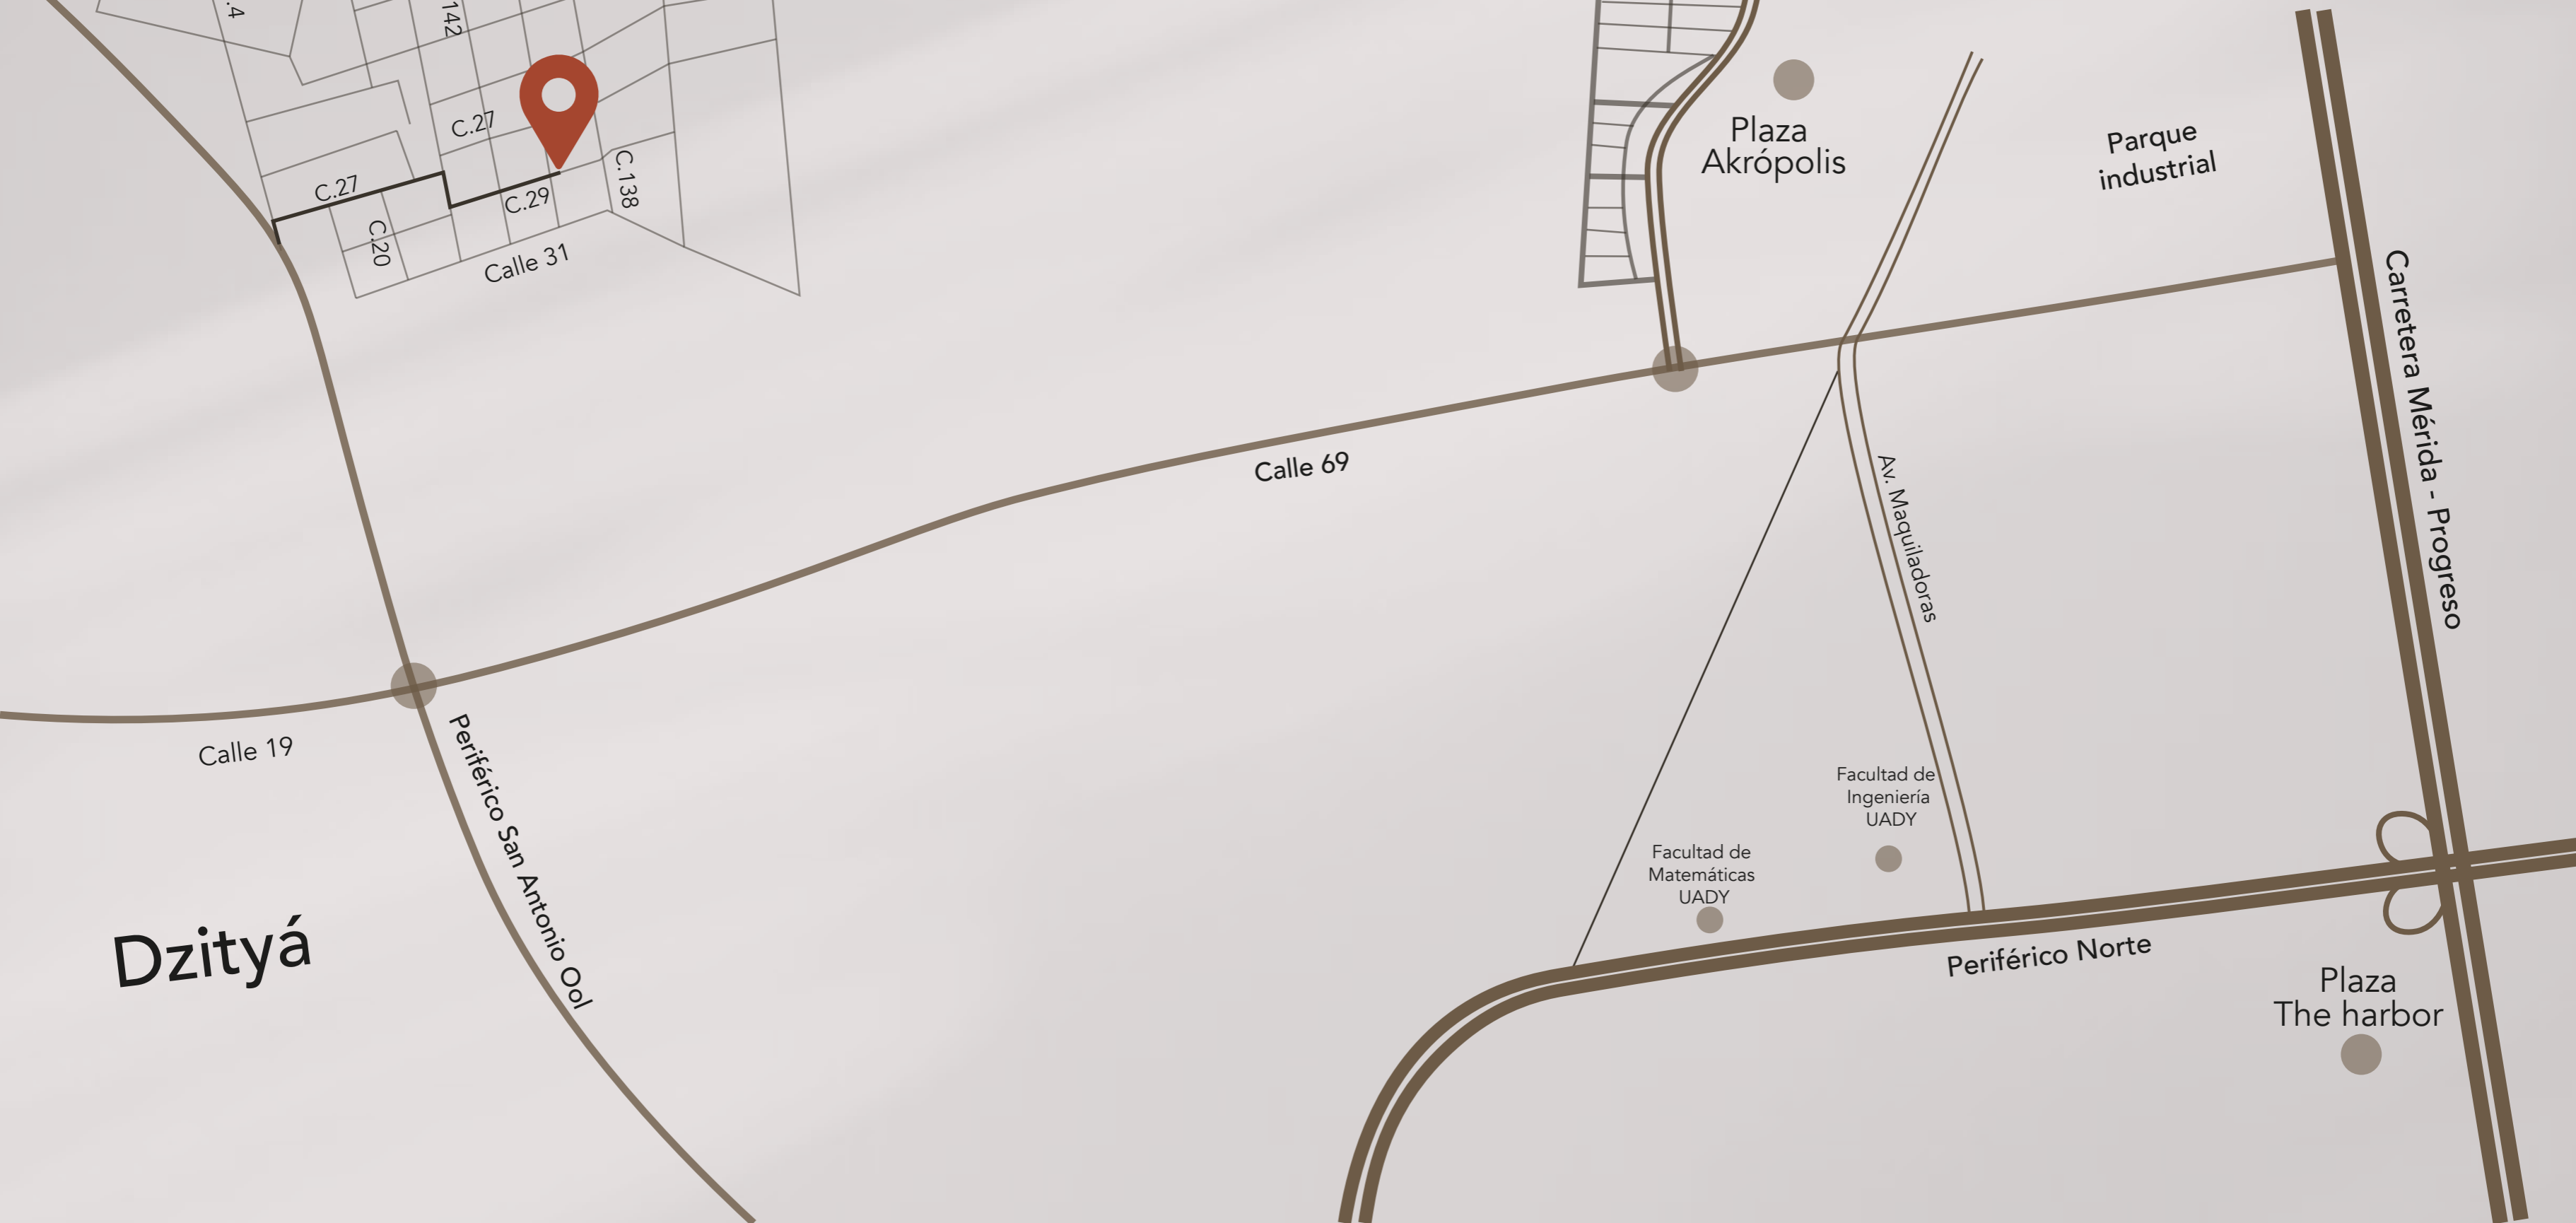 .4
142
C.27
C.27
C.29
C.138
C.20
Calle 31
Plaza
Akrópolis
Parque
industrial
Carretera Mérida - Progreso
Calle 69
Av. Maquiladoras
Calle 19
Periférico San Antonio Ool
Dzityá
Facultad de
Ingeniería
UADY
Facultad de
Matemáticas
UADY
Periférico Norte
Plaza
The harbor